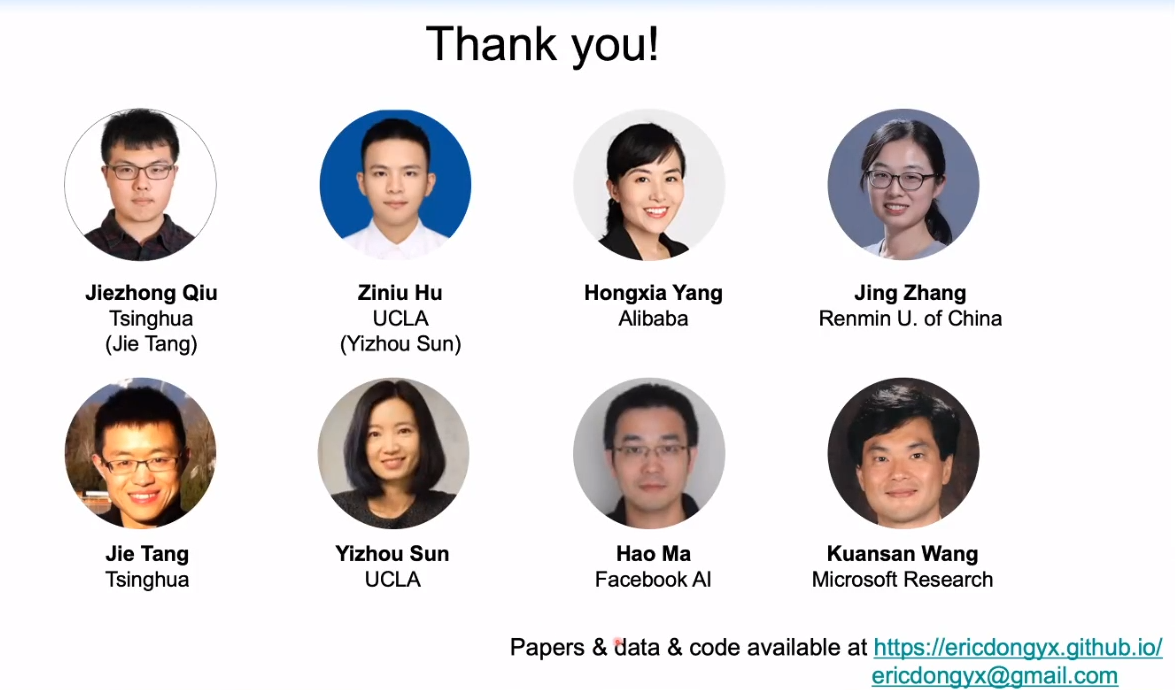 Thank you!
Jiezhong Qiu
Tsinghua
(Jie Tang)
Ziniu Hu
UCLA
(Yizhou Sun)
Hongxia Yang
Alibaba
Jing Zhang
Renmin U. of China
Jie Tang
Tsinghua
Yizhou Sun
UCLA
Hao Ma
Facebook AI
Kuansan Wang
Microsoft Research
Papers & data & code available at https://ericdongyx.github.io/
ericdongyx@gmail.com